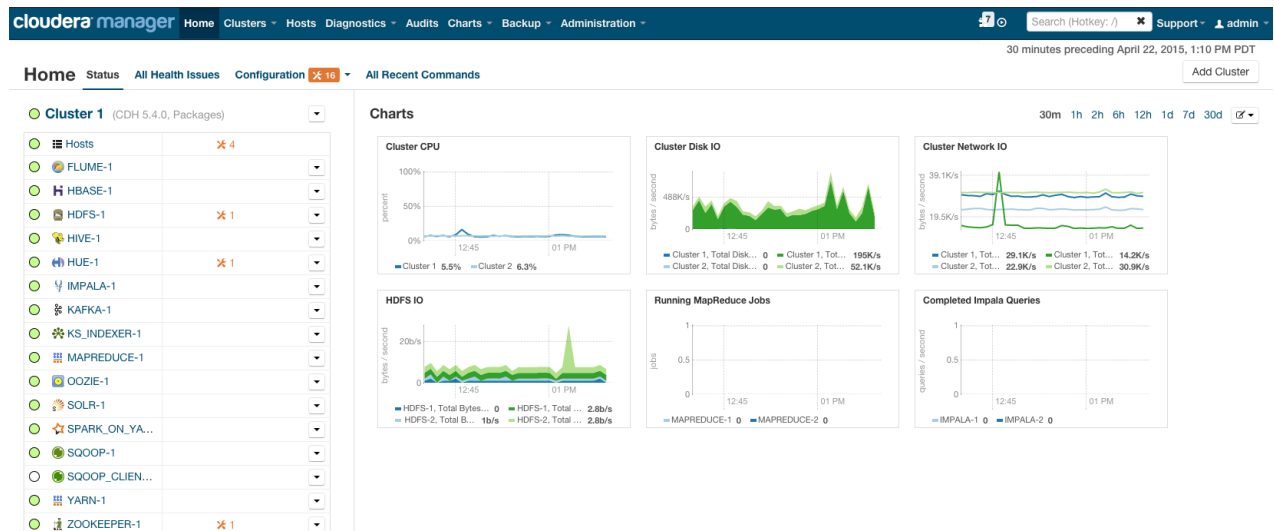 cloudera manager Home Clusters Hosts Diagnostics Audits Charts Backup Administration 7 Search (Hotkey: /) Support admin
30 minutes preceding April 22, 2015, 1:10 PM PDT
Home Status All Health Issues Configuration 16 All Recent Commands Add Cluster
Cluster 1 (CDH 5.4.0, Packages)
Hosts 4
FLUME-1
HBASE-1
HDFS-1 1
HIVE-1
HUE-1 1
IMPALA-1
KAFKA-1
KS_INDEXER-1
MAPREDUCE-1
OOZIE-1
SOLR-1
SPARK_ON_YA...
SQOOP-1
SQOOP_CLIEN...
YARN-1
ZOOKEEPER-1 1
Charts 30m 1h 2h 6h 12h 1d 7d 30d
Cluster CPU
percent
100%
50%
0%
12:45 01 PM
Cluster 1 5.5% Cluster 2 6.3%
Cluster Disk IO
bytes / second
488K/s
0
12:45 01 PM
Cluster 1, Total Disk... 0 Cluster 1, Tot... 195K/s
Cluster 2, Total Disk... 0 Cluster 2, Tot... 52.1K/s
Cluster Network IO
bytes / second
39.1K/s
19.5K/s
12:45 01 PM
Cluster 1, Tot... 29.1K/s Cluster 1, Tot... 14.2K/s
Cluster 2, Tot... 22.9K/s Cluster 2, Tot... 30.9K/s
HDFS IO
bytes / second
20b/s
0
12:45 01 PM
HDFS-1, Total Bytes... 0 HDFS-1, Total ... 2.8b/s
HDFS-2, Total B... 1b/s HDFS-2, Total ... 2.8b/s
Running MapReduce Jobs
jobs
1
0.5
0
12:45 01 PM
MAPREDUCE-1 0 MAPREDUCE-2 0
Completed Impala Queries
queries / second
1
0.5
0
12:45 01 PM
IMPALA-1 0 IMPALA-2 0